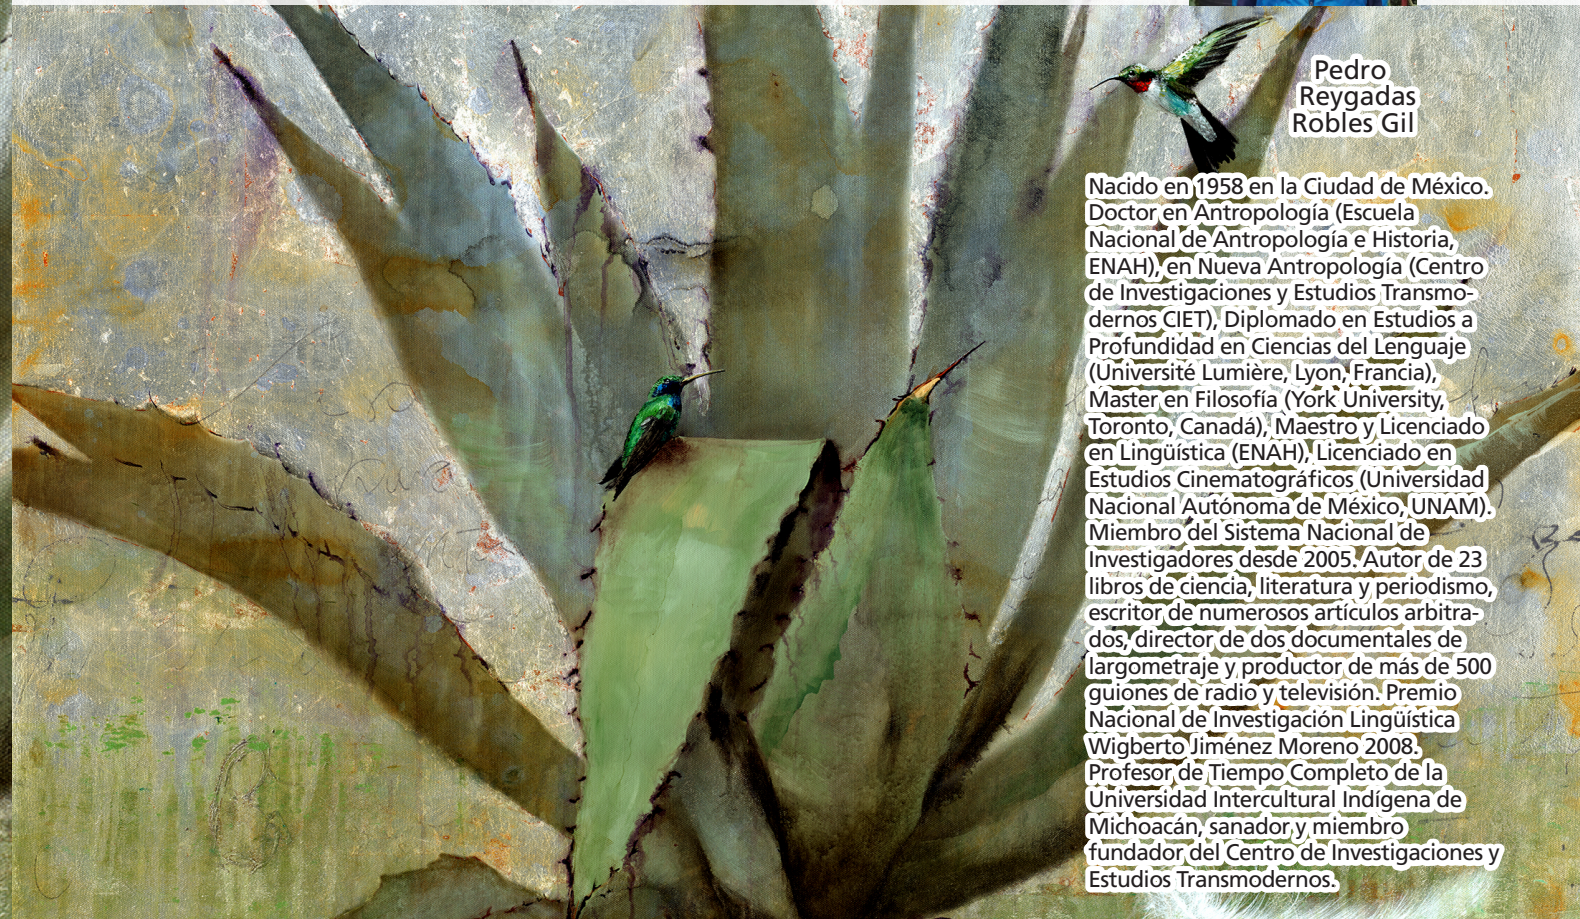 Pedro
Reygadas
Robles Gil
Nacido en 1958 en la Ciudad de México.
Doctor en Antropología (Escuela
Nacional de Antropología e Historia,
ENAH), en Nueva Antropología (Centro
de Investigaciones y Estudios Transmo-
dernos CIET), Diplomado en Estudios a
Profundidad en Ciencias del Lenguaje
(Université Lumière, Lyon, Francia),
Master en Filosofía (York University,
Toronto, Canadá), Maestro y Licenciado
en Lingüística (ENAH), Licenciado en
Estudios Cinematográficos (Universidad
Nacional Autónoma de México, UNAM).
Miembro del Sistema Nacional de
Investigadores desde 2005. Autor de 23
libros de ciencia, literatura y periodismo,
escritor de numerosos artículos arbitra-
dos, director de dos documentales de
largometraje y productor de más de 500
guiones de radio y televisión. Premio
Nacional de Investigación Lingüística
Wigberto Jiménez Moreno 2008.
Profesor de Tiempo Completo de la
Universidad Intercultural Indígena de
Michoacán, sanador y miembro
fundador del Centro de Investigaciones y
Estudios Transmodernos.